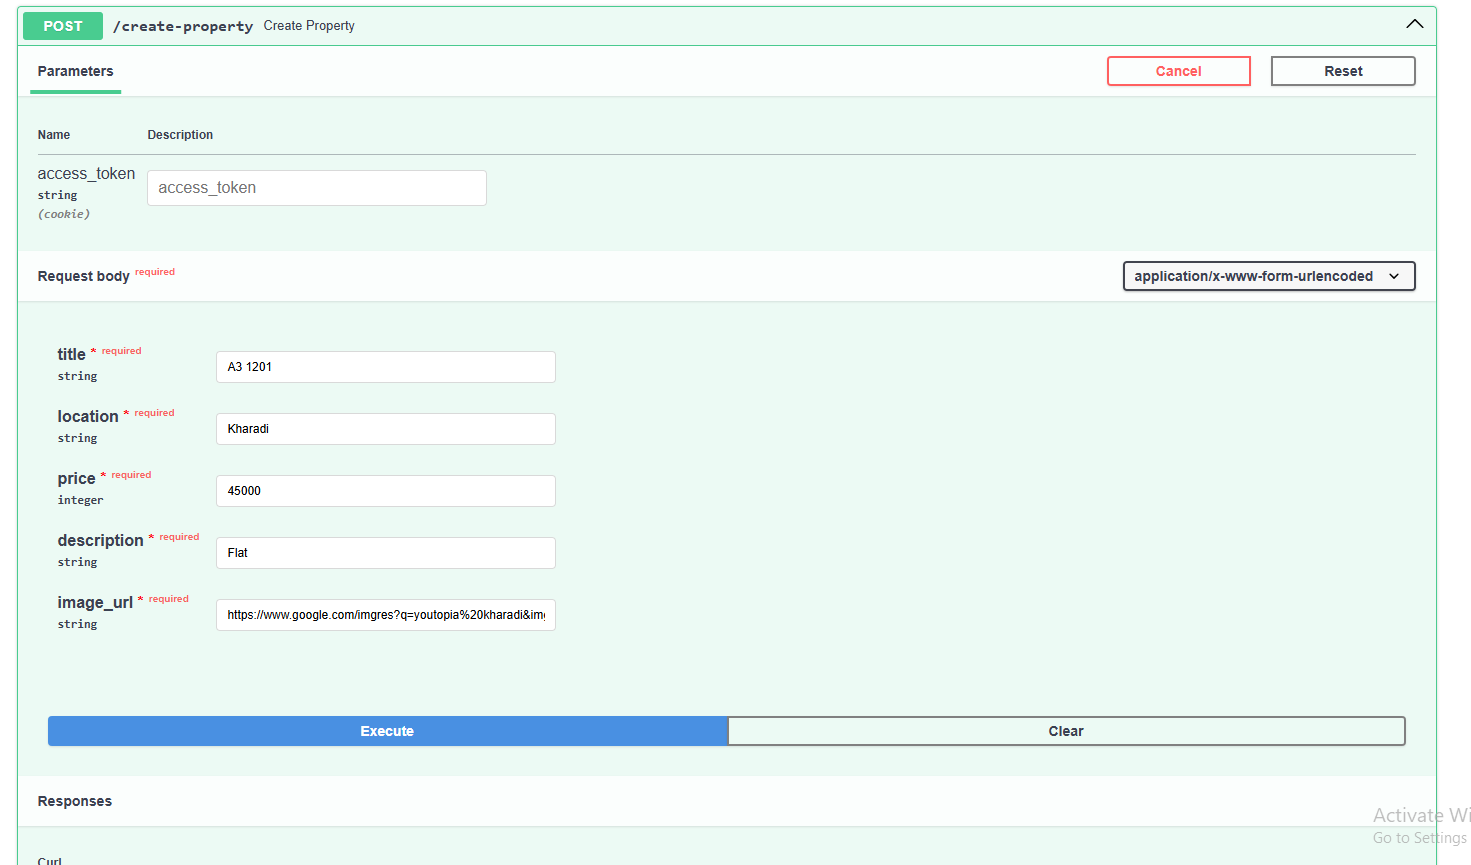 POST /create-property Create Property
Parameters
Cancel
Reset
Name Description
access_token
string
(cookie)
access_token
Request body required
application/x-www-form-urlencoded
title * required
string
A3 1201
location * required
string
Kharadi
price * required
integer
45000
description * required
string
Flat
image_url * required
string
https://www.google.com/imgres?q=youtopia%20kharadi&im
Execute
Clear
Responses
Activate Wi
Go to Settings
Curl